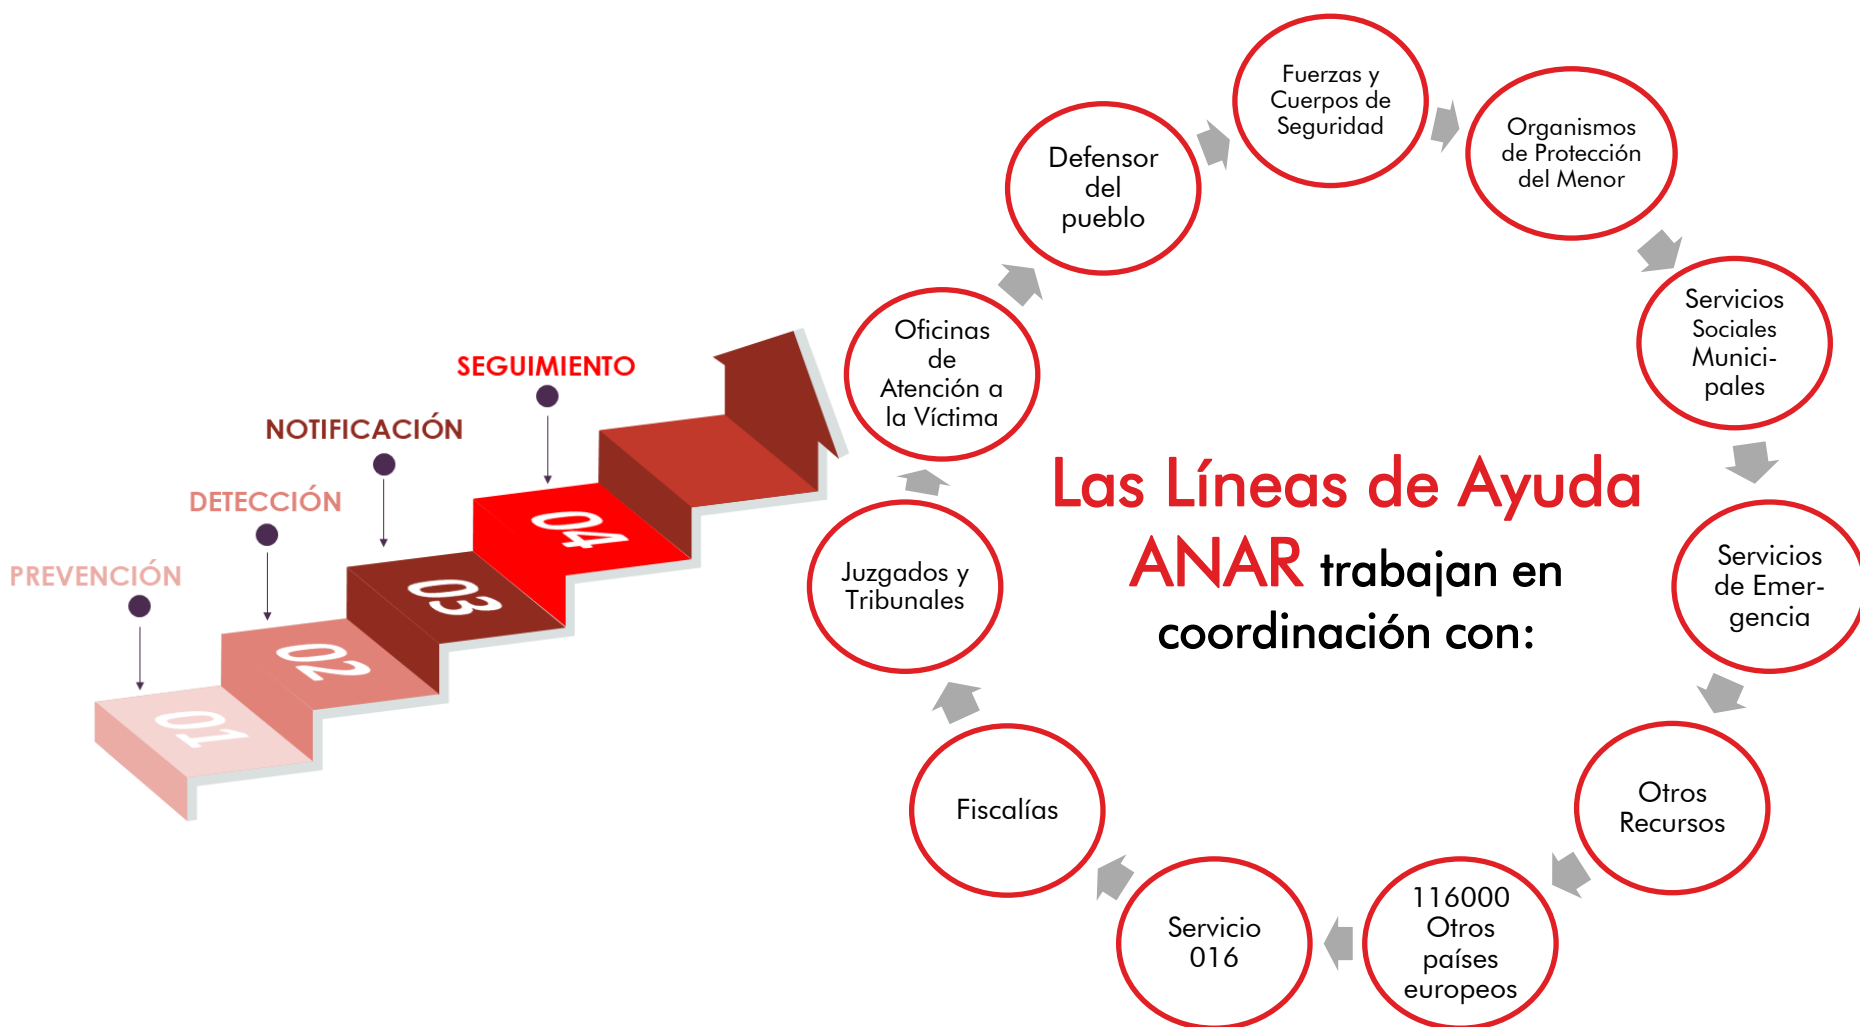 PREVENCIÓN
01
DETECCIÓN
02
NOTIFICACIÓN
03
SEGUIMIENTO
04
Las Líneas de Ayuda
ANAR trabajan en
coordinación con:
Fuerzas y
Cuerpos de
Seguridad
Organismos
de Protección
del Menor
Servicios
Sociales
Munici-
pales
Servicios
de Emer-
gencia
Otros
Recursos
116000
Otros
países
europeos
Servicio
016
Fiscalías
Juzgados y
Tribunales
Oficinas
de
Atención a
la Víctima
Defensor
del
pueblo